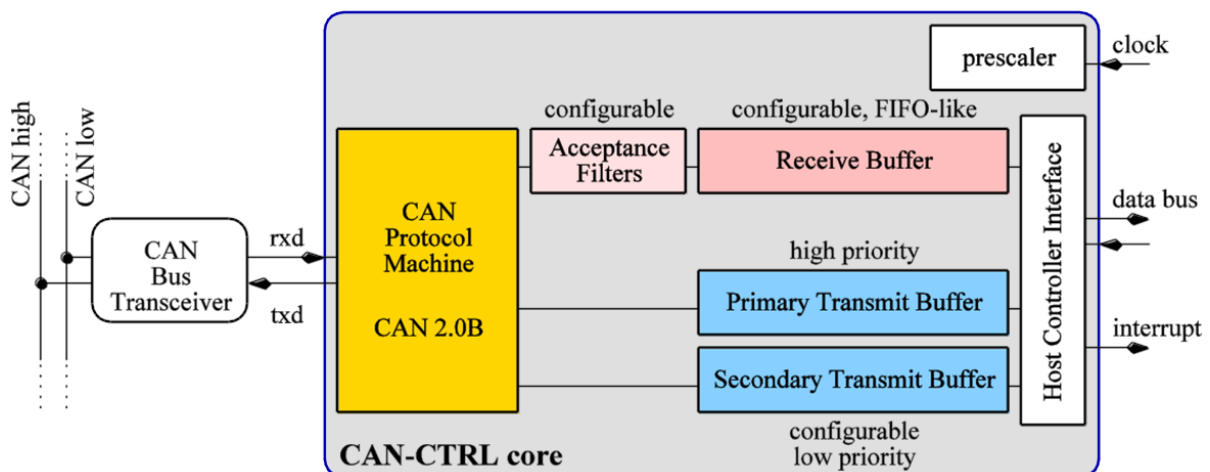 prescaler
clock
CAN high
CAN low
configurable
configurable, FIFO-like
Acceptance
Filters
Receive Buffer
CAN
Protocol
Machine
CAN 2.0B
CAN
Bus
Transceiver
rxd
txd
high priority
Primary Transmit Buffer
Secondary Transmit Buffer
configurable
low priority
Host Controller Interface
data bus
interrupt
CAN-CTRL core